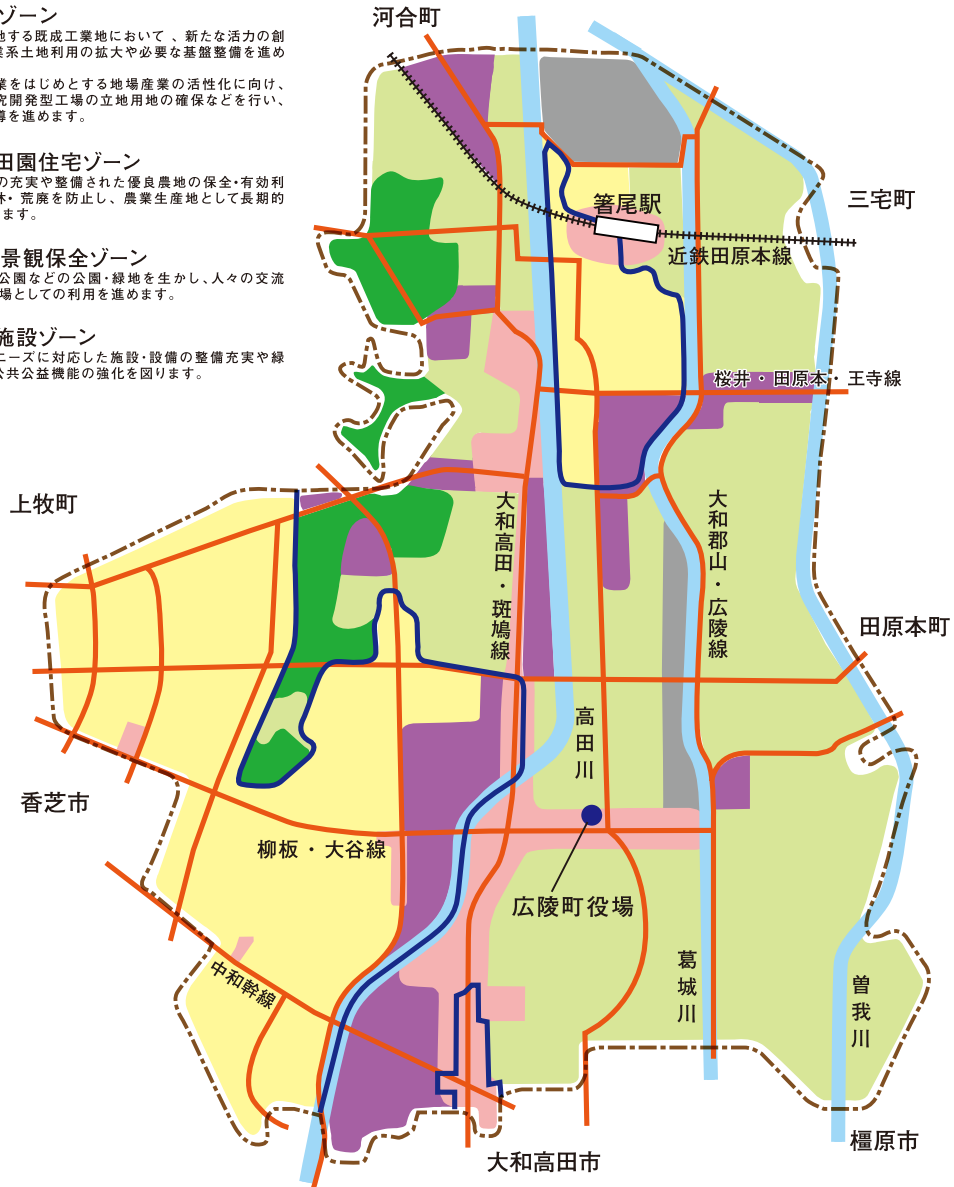 ゾーン
地する既成工業地において、新たな活力の創
業系土地利用の拡大や必要な基盤整備を進め
業をはじめとする地場産業の活性化に向け、
究開発型工場の立地用地の確保などを行い、
導を進めます。
田園住宅ゾーン
の充実や整備された優良農地の保全・有効利
休・荒廃を防止し、農業生産地として長期的
ます。
景観保全ゾーン
公園などの公園・緑地を生かし、人々の交流
場としての利用を進めます。
施設ゾーン
ニーズに対応した施設・設備の整備充実や緑
公共公益機能の強化を図ります。
河合町
三宅町
箸尾駅
近鉄田原本線
桜井・田原本・王寺線
上牧町
大和高田・斑鳩線
大和郡山・広陵線
田原本町
高田川
香芝市
柳板・大谷線
広陵町役場
中和幹線
葛城川
曽我川
橿原市
大和高田市